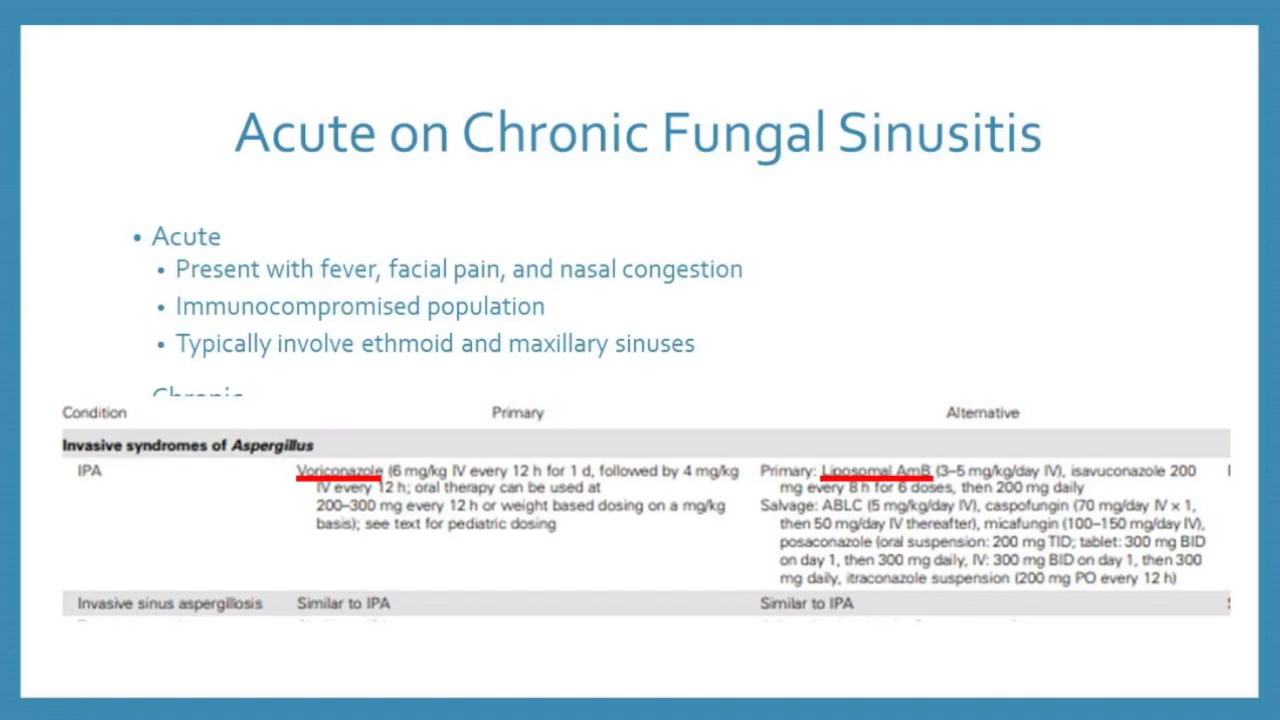 Acute on Chronic Fungal Sinusitis
• Acute
• Present with fever, facial pain, and nasal congestion
• Immunocompromised population
• Typically involve ethmoid and maxillary sinuses
Chronic
Condition Primary Alternative
Invasive syndromes of Aspergillus
IPA Voriconazole (6 mg/kg IV every 12 h for 1 d, followed by 4 mg/kg
IV every 12 h; oral therapy can be used at
200–300 mg every 12 h or weight based dosing on a mg/kg
basis); see text for pediatric dosing
Primary: Liposomal AmB (3–5 mg/kg/day IV), isavuconazole 200
mg every 8 h for 6 doses, then 200 mg daily
Salvage: ABLC (5 mg/kg/day IV), caspofungin (70 mg/day IV x 1,
then 50 mg/day IV thereafter), micafungin (100–150 mg/day IV),
posaconazole (oral suspension: 200 mg TID; tablet: 300 mg BID
on day 1, then 300 mg daily, IV: 300 mg BID on day 1, then 300
mg daily, itraconazole suspension (200 mg PO every 12 h)
Invasive sinus aspergillosis Similar to IPA Similar to IPA